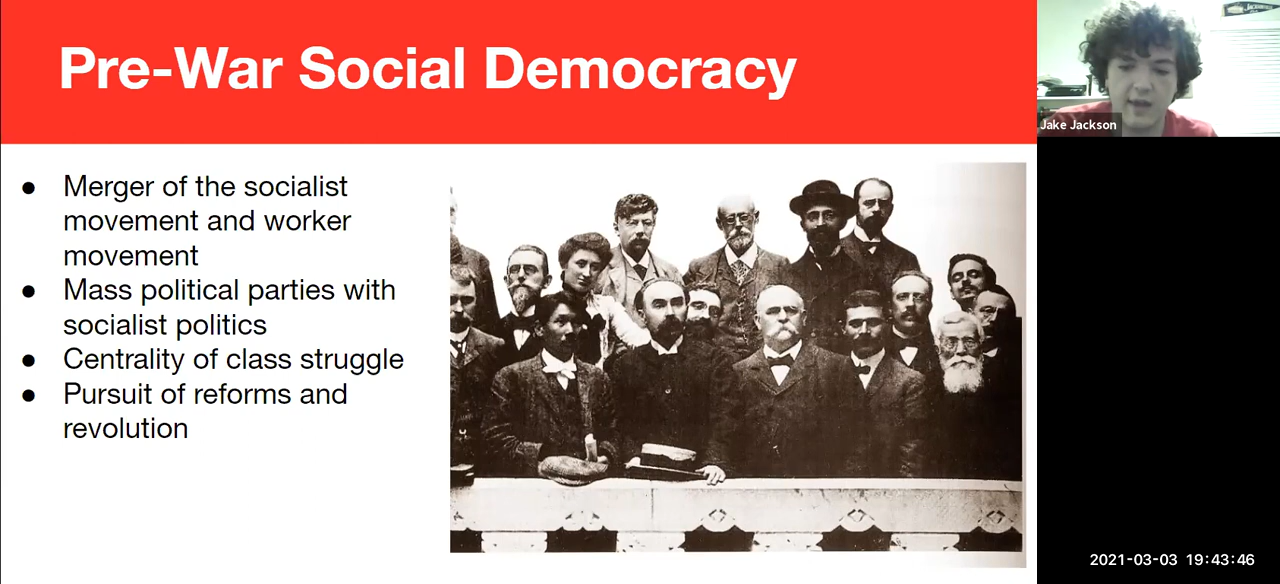 Pre-War Social Democracy
● Merger of the socialist
movement and worker
movement
● Mass political parties with
socialist politics
● Centrality of class struggle
● Pursuit of reforms and
revolution
Jake Jackson
2021-03-03 19:43:46